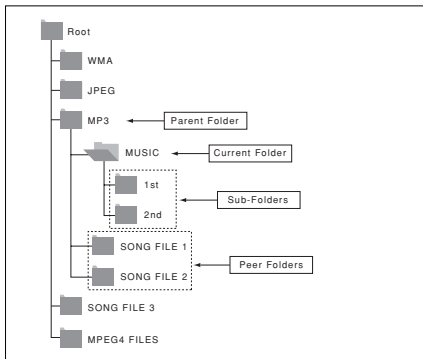 Root
WMA
JPEG
MP3
Parent Folder
MUSIC
Current Folder
1st
2nd
Sub-Folders
SONG FILE 1
SONG FILE 2
Peer Folders
SONG FILE 3
MPEG4 FILES